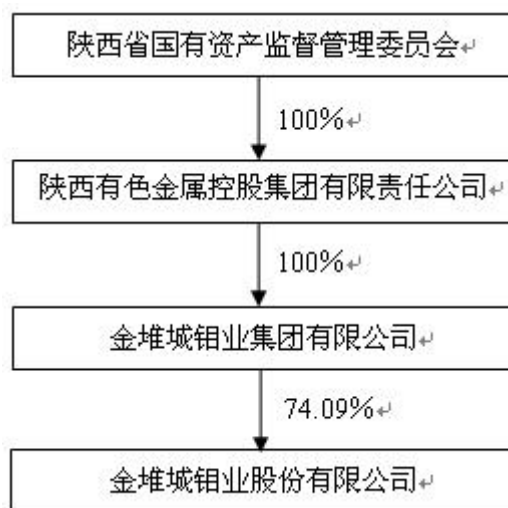 陕西省国有资产监督管理委员会
100%
陕西有色金属控股集团有限责任公司
100%
金堆城钼业集团有限公司
74.09%
金堆城钼业股份有限公司